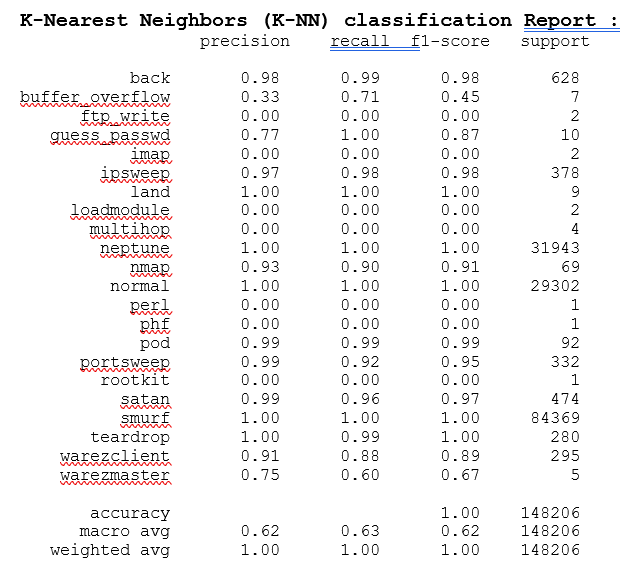 K-Nearest Neighbors (K-NN) classification Report :
precision recall f1-score support
back 0.98 0.99 0.98 628
buffer_overflow 0.33 0.71 0.45 7
ftp_write 0.00 0.00 0.00 2
guess_passwd 0.77 1.00 0.87 10
imap 0.00 0.00 0.00 2
ipsweep 0.97 0.98 0.98 378
land 1.00 1.00 1.00 9
loadmodule 0.00 0.00 0.00 2
multihop 0.00 0.00 0.00 4
neptune 1.00 1.00 1.00 31943
nmap 0.93 0.90 0.91 69
normal 1.00 1.00 1.00 29302
perl 0.00 0.00 0.00 1
phf 0.00 0.00 0.00 1
pod 0.99 0.99 0.99 92
portsweep 0.99 0.92 0.95 332
rootkit 0.00 0.00 0.00 1
satan 0.99 0.96 0.97 474
smurf 1.00 1.00 1.00 84369
teardrop 1.00 0.99 1.00 280
warezclient 0.91 0.88 0.89 295
warezmaster 0.75 0.60 0.67 5
accuracy 1.00 148206
macro avg 0.62 0.63 0.62 148206
weighted avg 1.00 1.00 1.00 148206